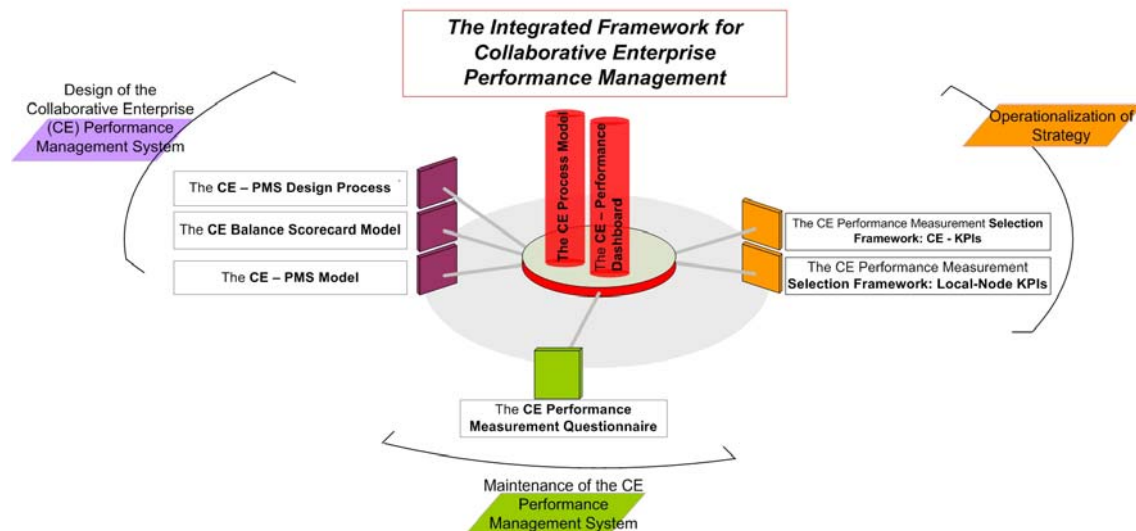 The Integrated Framework for
Collaborative Enterprise
Performance Management
Design of the
Collaborative Enterprise
(CE) Performance
Management System
The CE – PMS Design Process
The CE Balance Scorecard Model
The CE – PMS Model
The CE Process Model
The CE – Performance
Dashboard
Operationalization of
Strategy
The CE Performance Measurement Selection
Framework: CE - KPIs
The CE Performance Measurement
Selection Framework: Local-Node KPIs
The CE Performance
Measurement Questionnaire
Maintenance of the CE
Performance
Management System